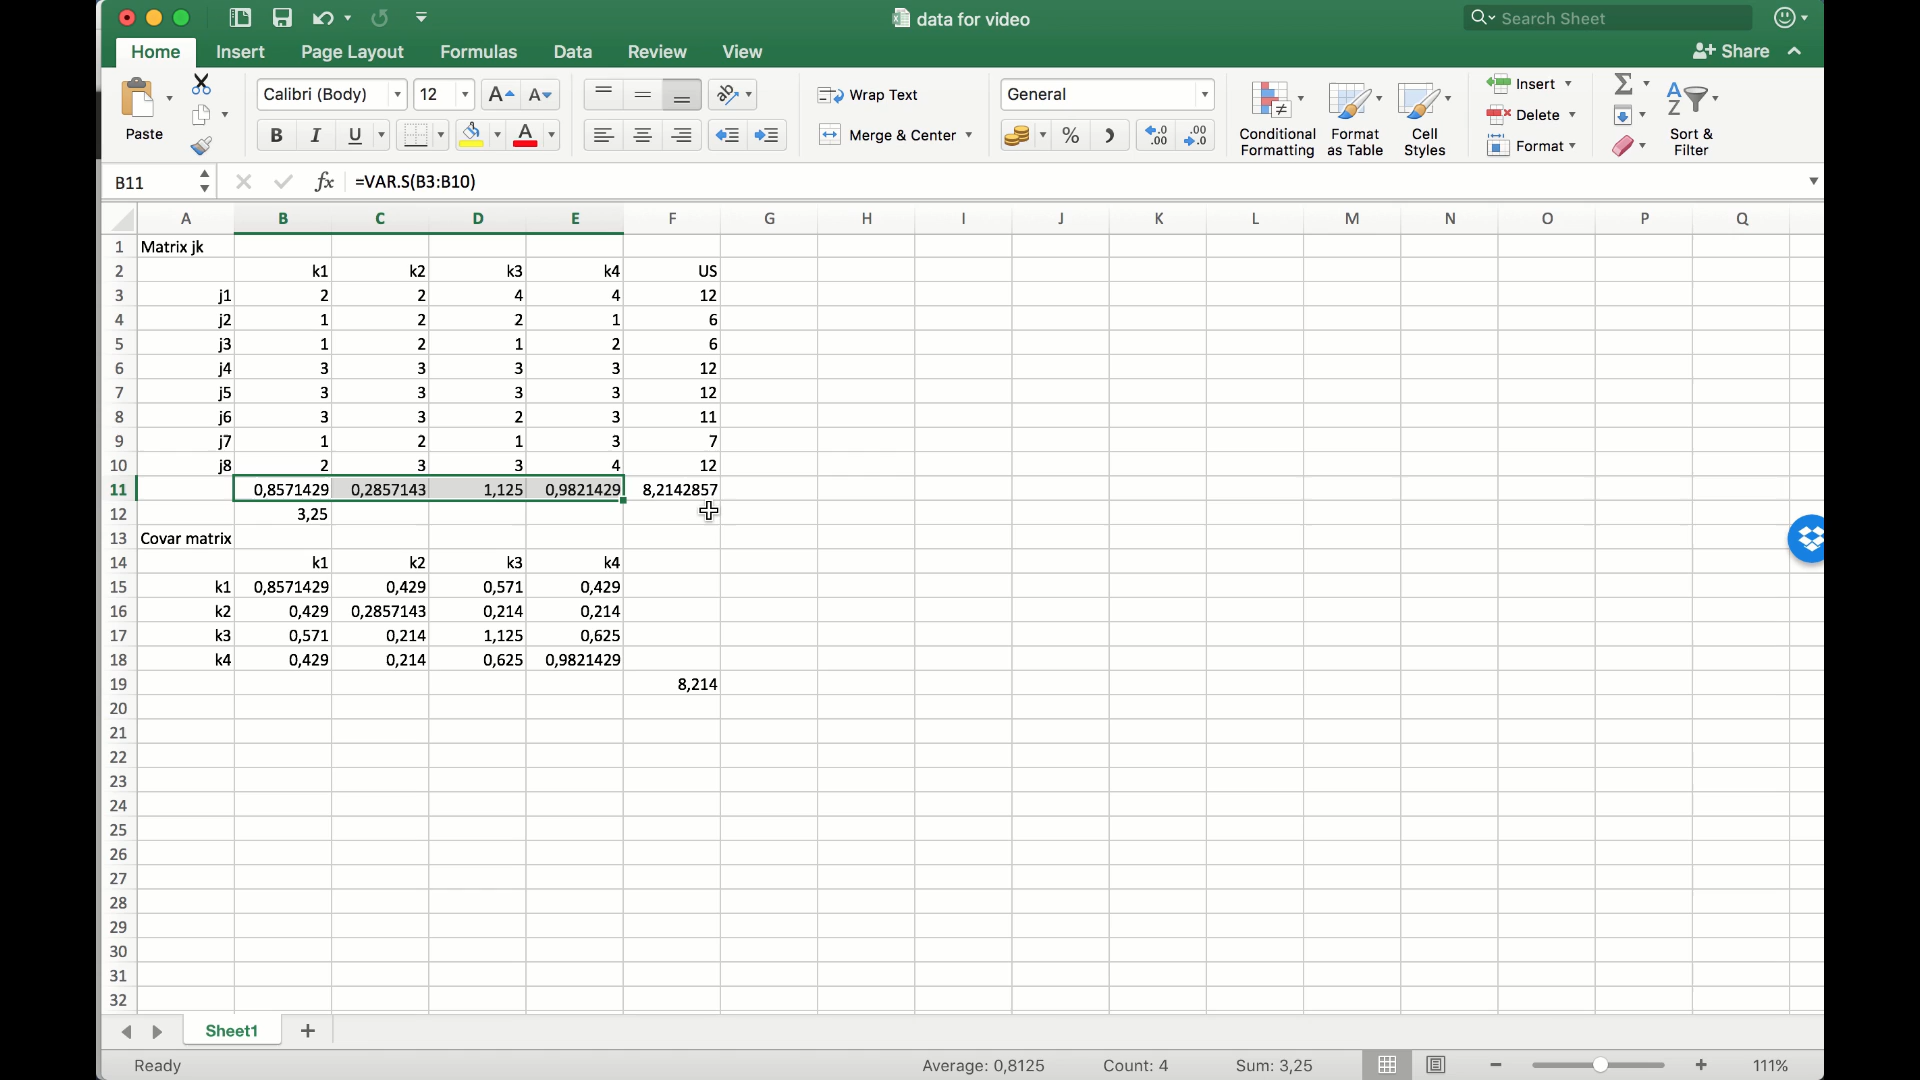 data for video
Search Sheet
Home Insert Page Layout Formulas Data Review View Share
Paste
Calibri (Body) 12 A A
B I U A
ab
Wrap Text
Merge & Center
General
%
Conditional Formatting
Format as Table
Cell Styles
Insert
Delete
Format
Sort & Filter
B11 fx =VAR.S(B3:B10)
A B C D E F G H I J K L M N O P Q
1 Matrix jk
2 k1 k2 k3 k4 US
3 j1 2 2 4 4 12
4 j2 1 2 2 1 6
5 j3 1 2 1 2 6
6 j4 3 3 3 3 12
7 j5 3 3 3 3 12
8 j6 3 3 2 3 11
9 j7 1 2 1 3 7
10 j8 2 3 3 4 12
11 0,8571429 0,2857143 1,125 0,9821429 8,2142857
12 3,25
13 Covar matrix
14 k1 k2 k3 k4
15 k1 0,8571429 0,429 0,571 0,429
16 k2 0,429 0,2857143 0,214 0,214
17 k3 0,571 0,214 1,125 0,625
18 k4 0,429 0,214 0,625 0,9821429
19 8,214
20
21
22
23
24
25
26
27
28
29
30
31
32
Sheet1 +
Ready Average: 0,8125 Count: 4 Sum: 3,25 111%